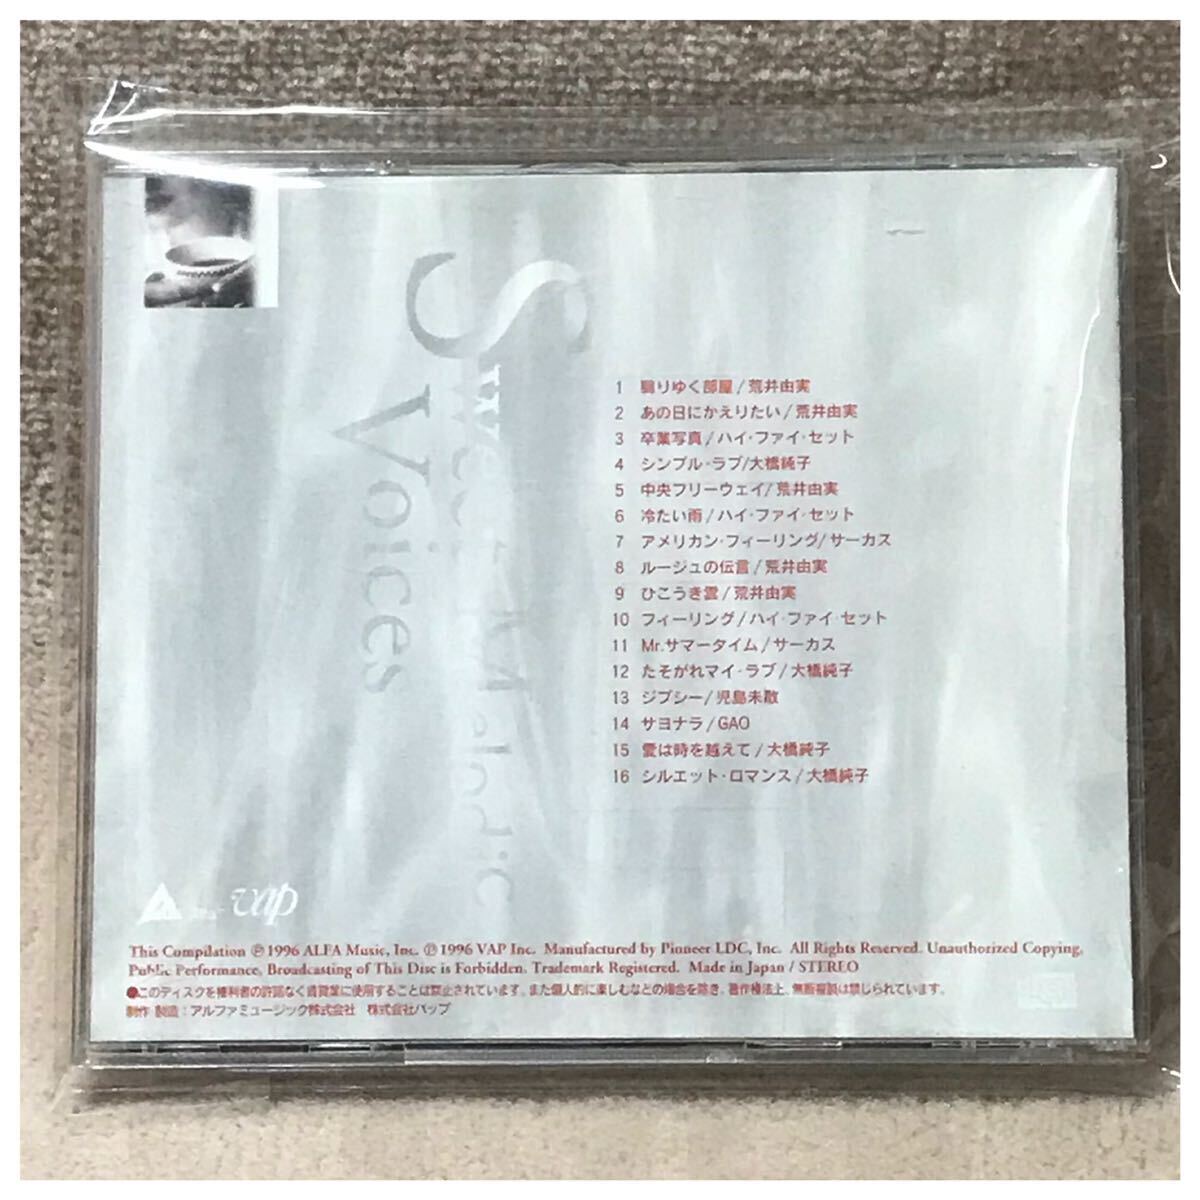 Voices
1 翳りゆく部屋/荒井由実
2 あの日にかえりたい/荒井由実
3 卒業写真/ハイ・ファイ・セット
4 シンプル・ラブ/大橋純子
5 中央フリーウェイ/荒井由実
6 冷たい雨/ハイ・ファイ・セット
7 アメリカン・フィーリング/サーカス
8 ルージュの伝言/荒井由実
9 ひこうき雲/荒井由実
10 フィーリング/ハイ・ファイ・セット
11 Mr.サマータイム/サーカス
12 たそがれマイ・ラブ/大橋純子
13 ジプシー/児島未散
14 サヨナラ/GAO
15 愛は時を越えて/大橋純子
16 シルエット・ロマンス/大橋純子
vap
This Compilation ℗1996 ALFA Music, Inc. ℗1996 VAP Inc. Manufactured by Pioneer LDC, Inc. All Rights Reserved. Unauthorized Copying,
Public Performance, Broadcasting of This Disc is Forbidden. Trademark Registered. Made in Japan / STEREO
●このディスクを権利者の許諾なく賃貸業に使用することは禁止されています。また個人的に楽しむなどの場合を除き、著作権法上、無断複製は禁じられています。
制作・製造：アルファミュージック株式会社 株式会社バップ